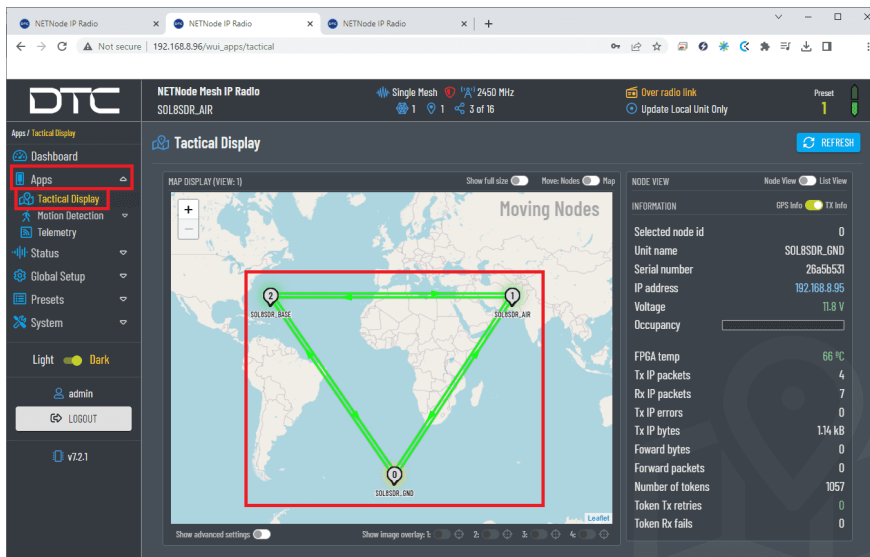 NETNode IP Radio
NETNode IP Radio
NETNode IP Radio
Not secure
192.168.8.96/wui_apps/tactical
DTC
NETNode Mesh IP Radio
SOL8SDR_AIR
Single Mesh
2450 MHz
1
1
3 of 16
Over radio link
Update Local Unit Only
Preset
1
Apps / Tactical Display
Dashboard
Apps
Tactical Display
Motion Detection
Telemetry
Status
Global Setup
Presets
System
Light
Dark
admin
LOGOUT
v7.2.1
Tactical Display
REFRESH
MAP DISPLAY (VIEW: 1)
Show full size
Move: Nodes
Map
+
−
Moving Nodes
2
SOL8SDR_BASE
1
SOL8SDR_AIR
0
SOL8SDR_GND
Leaflet
Show advanced settings
Show image overlay: 1:
2:
3:
4:
NODE VIEW
Node View
List View
INFORMATION
GPS Info
TX Info
Selected node id 0
Unit name SOL8SDR_GND
Serial number 26a5b531
IP address 192.168.8.95
Voltage 11.8 V
Occupancy
FPGA temp 66 ºC
Tx IP packets 4
Rx IP packets 7
Tx IP errors 0
Tx IP bytes 1.14 kB
Foward bytes 0
Forward packets 0
Number of tokens 1057
Token Tx retries 0
Token Rx fails 0